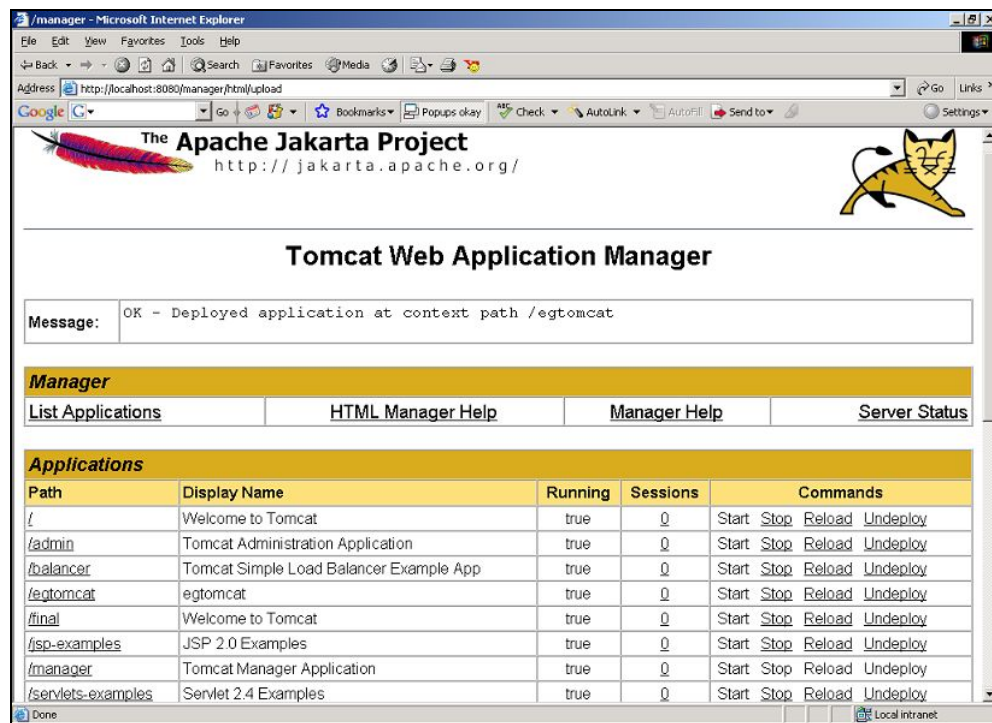 /manager - Microsoft Internet Explorer
File Edit View Favorites Tools Help
Back Search Favorites Media
Address http://localhost:8080/manager/html/upload Go Links »
Google G Go Bookmarks Popups okay ABC Check AutoLink AutoFill Send to Settings
The Apache Jakarta Project
http://jakarta.apache.org/
Tomcat Web Application Manager
Message: OK - Deployed application at context path /egtomcat
Manager
List Applications HTML Manager Help Manager Help Server Status
Applications
Path Display Name Running Sessions Commands
/ Welcome to Tomcat true 0 Start Stop Reload Undeploy
/admin Tomcat Administration Application true 0 Start Stop Reload Undeploy
/balancer Tomcat Simple Load Balancer Example App true 0 Start Stop Reload Undeploy
/egtomcat egtomcat true 0 Start Stop Reload Undeploy
/final Welcome to Tomcat true 0 Start Stop Reload Undeploy
/jsp-examples JSP 2.0 Examples true 0 Start Stop Reload Undeploy
/manager Tomcat Manager Application true 0 Start Stop Reload Undeploy
/servlets-examples Servlet 2.4 Examples true 0 Start Stop Reload Undeploy
Done Local intranet